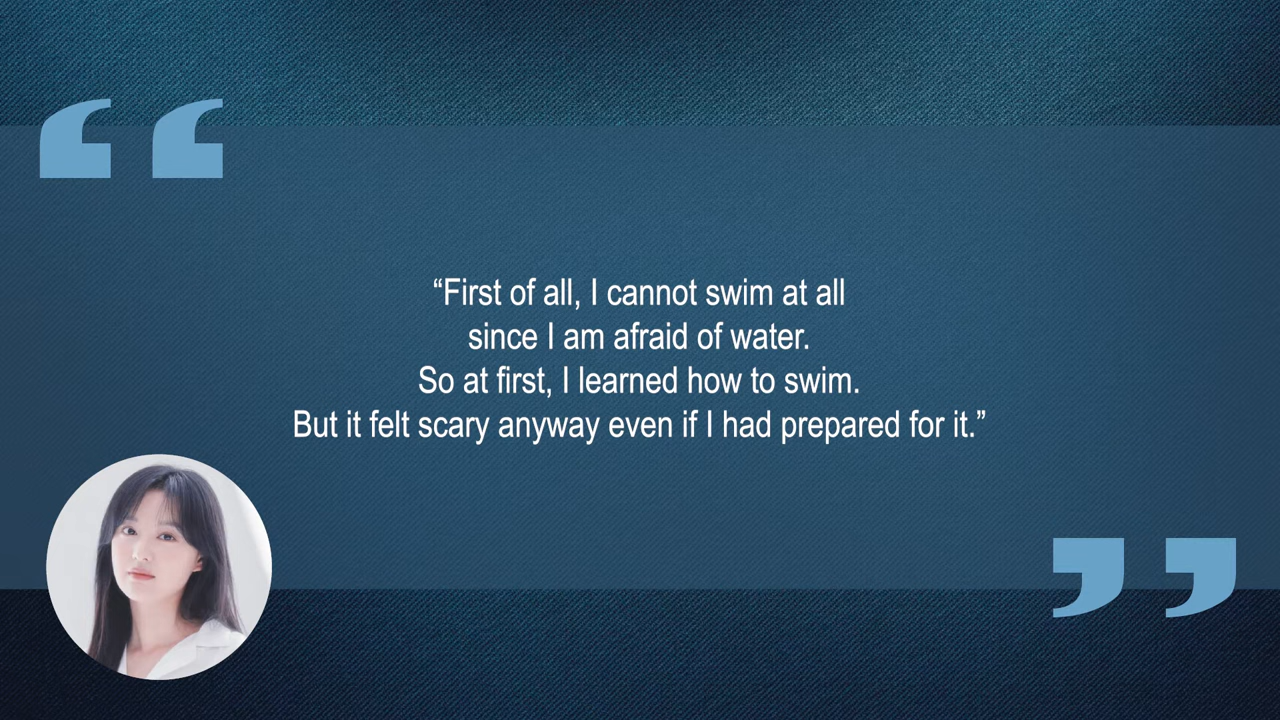 “First of all, I cannot swim at all
since I am afraid of water.
So at first, I learned how to swim.
But it felt scary anyway even if I had prepared for it.”